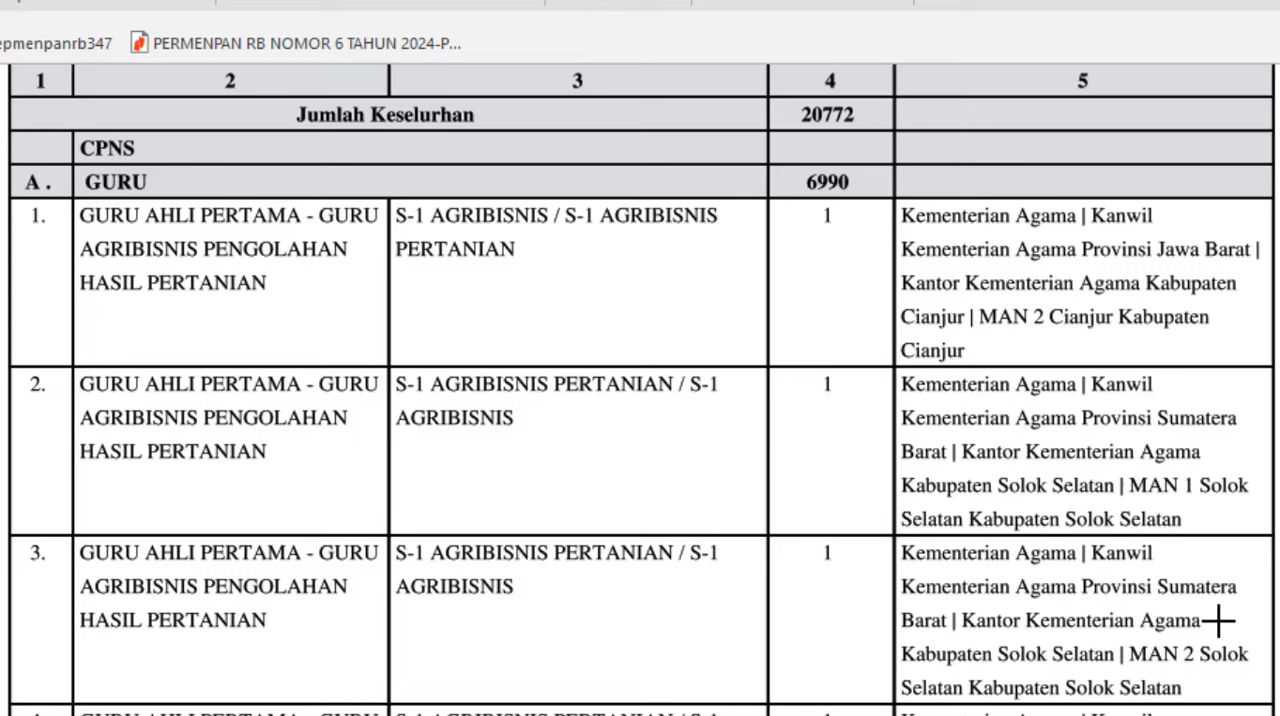 epmenpanrb347 PERMENPAN RB NOMOR 6 TAHUN 2024-P...
1 2 3 4 5
Jumlah Keselurhan 20772
CPNS
A . GURU 6990
1. GURU AHLI PERTAMA - GURU S-1 AGRIBISNIS / S-1 AGRIBISNIS 1 Kementerian Agama | Kanwil
AGRIBISNIS PENGOLAHAN PERTANIAN Kementerian Agama Provinsi Jawa Barat |
HASIL PERTANIAN Kantor Kementerian Agama Kabupaten
Cianjur | MAN 2 Cianjur Kabupaten
Cianjur
2. GURU AHLI PERTAMA - GURU S-1 AGRIBISNIS PERTANIAN / S-1 1 Kementerian Agama | Kanwil
AGRIBISNIS PENGOLAHAN AGRIBISNIS Kementerian Agama Provinsi Sumatera
HASIL PERTANIAN Barat | Kantor Kementerian Agama
Kabupaten Solok Selatan | MAN 1 Solok
Selatan Kabupaten Solok Selatan
3. GURU AHLI PERTAMA - GURU S-1 AGRIBISNIS PERTANIAN / S-1 1 Kementerian Agama | Kanwil
AGRIBISNIS PENGOLAHAN AGRIBISNIS Kementerian Agama Provinsi Sumatera
HASIL PERTANIAN Barat | Kantor Kementerian Agama
Kabupaten Solok Selatan | MAN 2 Solok
Selatan Kabupaten Solok Selatan